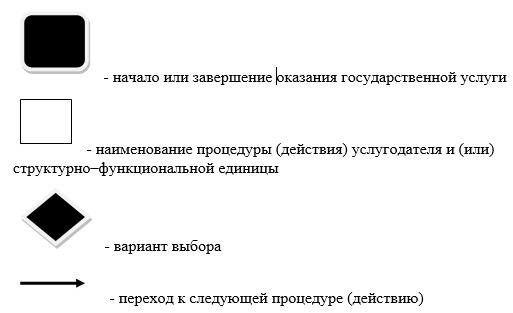 - начало или завершение оказания государственной услуги
- наименование процедуры (действия) услугодателя и (или)
структурно–функциональной единицы
- вариант выбора
- переход к следующей процедуре (действию)